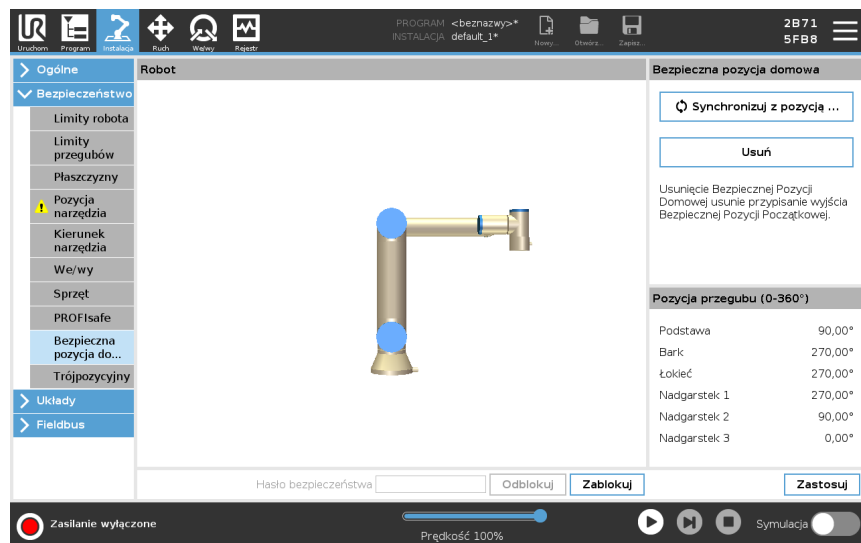 PROGRAM <beznazwy>*
INSTALACJA default_1*
2B71
5FB8
Uruchom Program Instalacja Ruch We/wy Rejestr
Nowy... Otwórz... Zapisz...
Ogólne
Bezpieczeństwo
Limity robota
Limity
przegubów
Płaszczyzny
Pozycja
narzędzia
Kierunek
narzędzia
We/wy
Sprzęt
PROFIsafe
Bezpieczna
pozycja do...
Trójpozycyjny
Układy
Fieldbus
Robot
Hasło bezpieczeństwa
Odblokuj
Zablokuj
Bezpieczna pozycja domowa
Synchronizuj z pozycją ...
Usuń
Usunięcie Bezpiecznej Pozycji
Domowej usunie przypisanie wyjścia
Bezpiecznej Pozycji Początkowej.
Pozycja przegubu (0-360°)
Podstawa 90,00°
Bark 270,00°
Łokieć 270,00°
Nadgarstek 1 270,00°
Nadgarstek 2 90,00°
Nadgarstek 3 0,00°
Zastosuj
Zasilanie wyłączone
Prędkość 100%
Symulacja